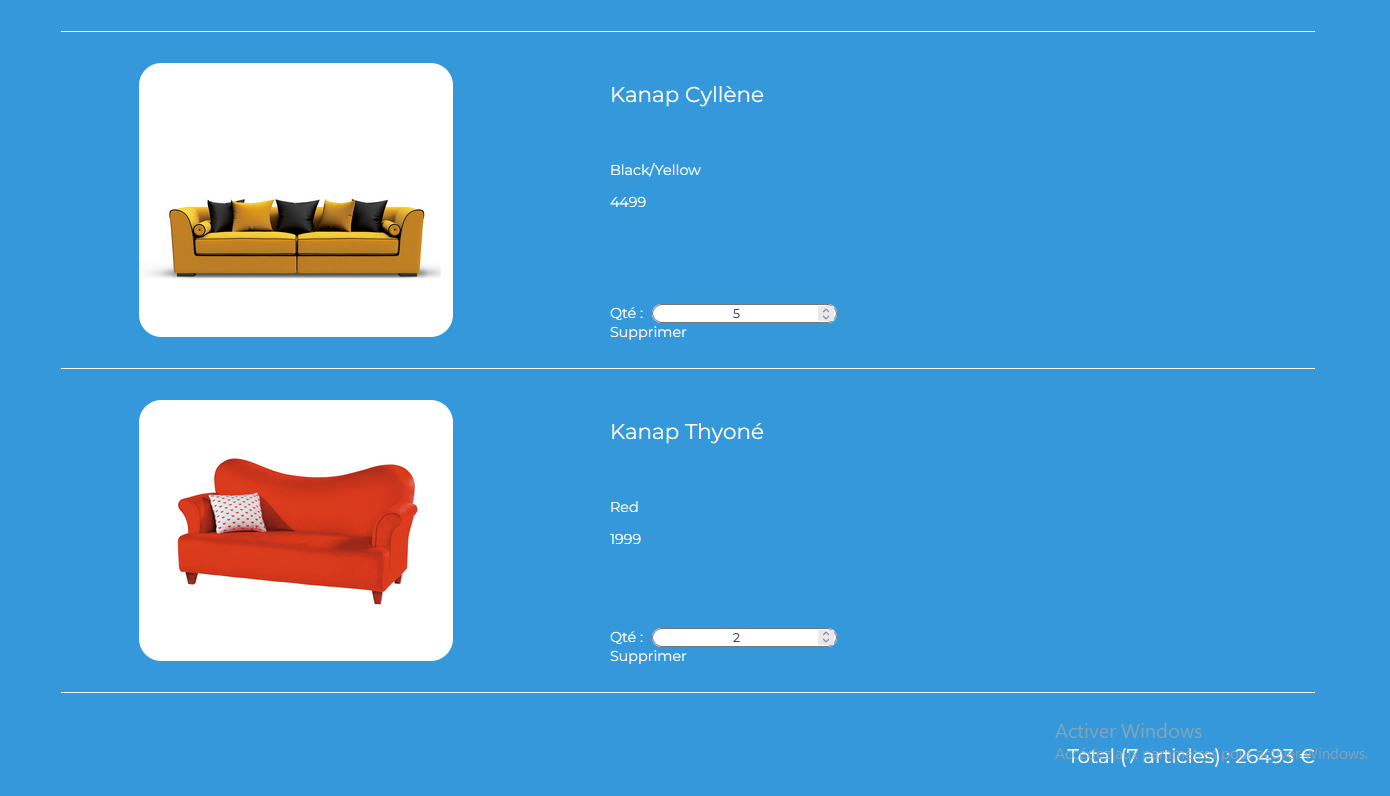 Kanap Cyllène
Black/Yellow
4499
Qté : 5
Supprimer
Kanap Thyoné
Red
1999
Qté : 2
Supprimer
Activer Windows
Total (7 articles) : 26493 €
Windows.